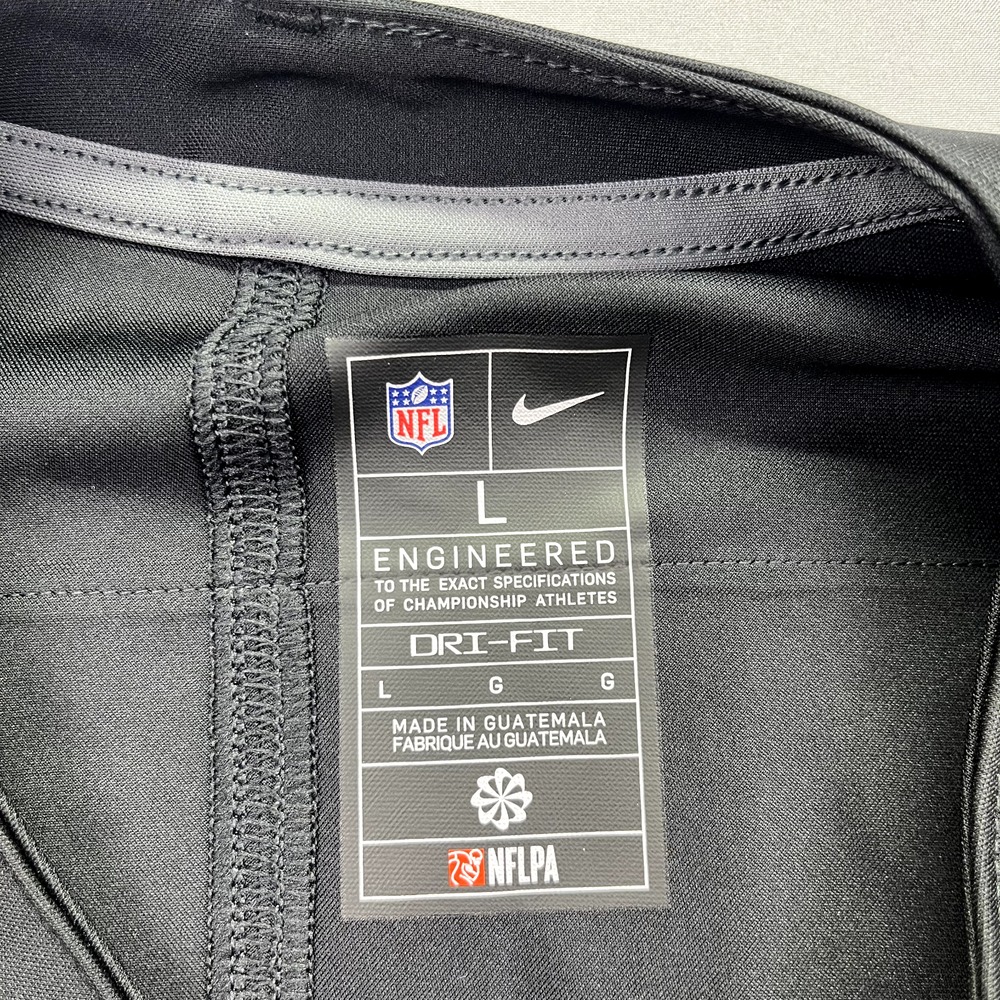 NFL
L
ENGINEERED
TO THE EXACT SPECIFICATIONS
OF CHAMPIONSHIP ATHLETES
DRI-FIT
L G G
MADE IN GUATEMALA
FABRIQUE AU GUATEMALA
NFLPA